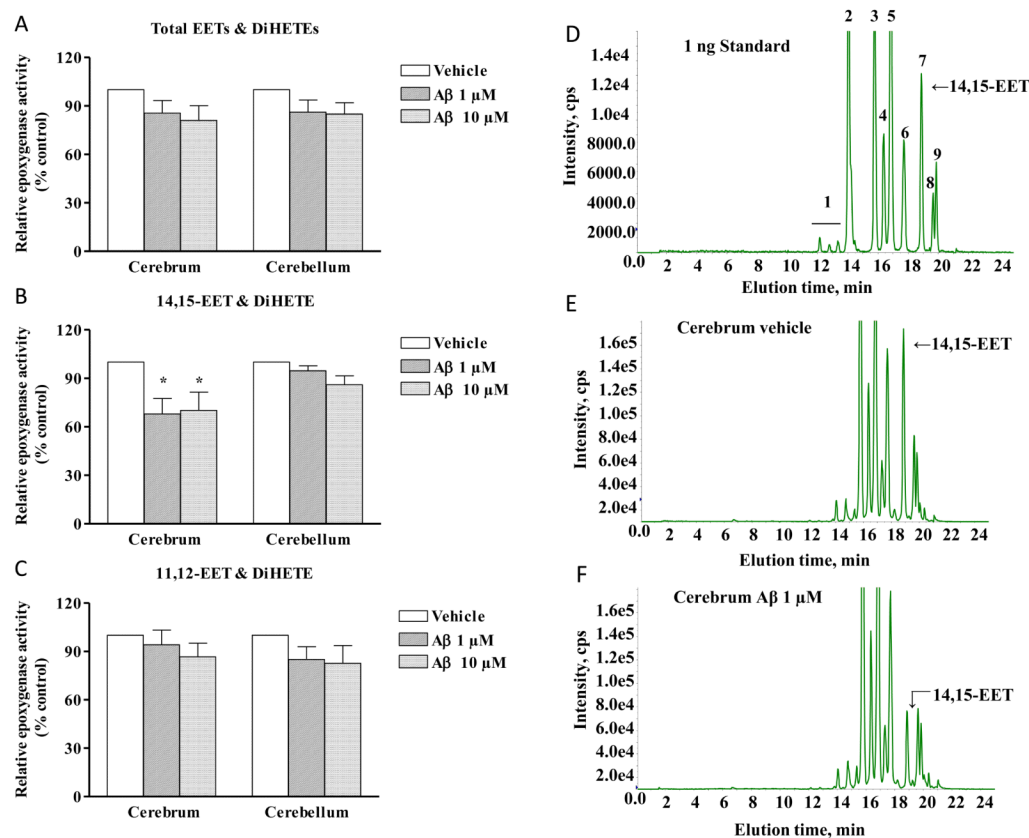 A
Total EETs & DiHETEs
Relative epoxygenase activity
(% control)
120
90
60
30
0
Vehicle
Aβ 1 µM
Aβ 10 µM
Cerebrum
Cerebellum
B
14,15-EET & DiHETE
Relative epoxygenase activity
(% control)
120
90
60
30
0
*
*
Vehicle
Aβ 1 µM
Aβ 10 µM
Cerebrum
Cerebellum
C
11,12-EET & DiHETE
Relative epoxygenase activity
(% control)
120
90
60
30
0
Vehicle
Aβ 1 µM
Aβ 10 µM
Cerebrum
Cerebellum
D
1 ng Standard
Intensity, cps
1.4e4
1.2e4
1.0e4
8000.0
6000.0
4000.0
2000.0
0.0
1
2
3
4
5
6
7
8
9
←14,15-EET
2 4 6 8 10 12 14 16 18 20 22 24
Elution time, min
E
Cerebrum vehicle
Intensity, cps
1.6e5
1.4e5
1.2e5
1.0e5
8.0e4
6.0e4
4.0e4
2.0e4
0.0
←14,15-EET
2 4 6 8 10 12 14 16 18 20 22 24
Elution time, min
F
Cerebrum Aβ 1 µM
Intensity, cps
1.6e5
1.4e5
1.2e5
1.0e5
8.0e4
6.0e4
4.0e4
2.0e4
0.0
14,15-EET
2 4 6 8 10 12 14 16 18 20 22 24
Elution time, min